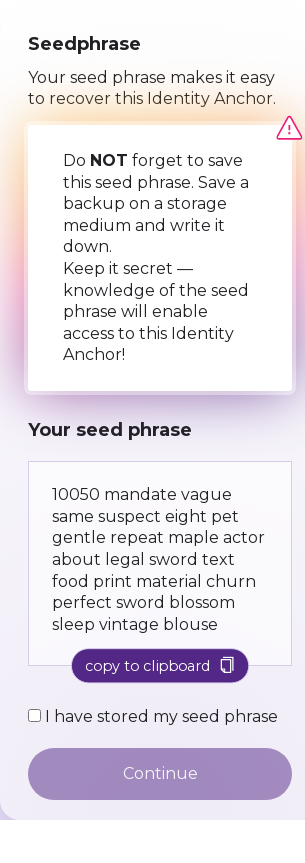 Seedphrase
Your seed phrase makes it easy
to recover this Identity Anchor.
Do NOT forget to save
this seed phrase. Save a
backup on a storage
medium and write it
down.
Keep it secret —
knowledge of the seed
phrase will enable
access to this Identity
Anchor!
Your seed phrase
10050 mandate vague
same suspect eight pet
gentle repeat maple actor
about legal sword text
food print material churn
perfect sword blossom
sleep vintage blouse
copy to clipboard
I have stored my seed phrase
Continue